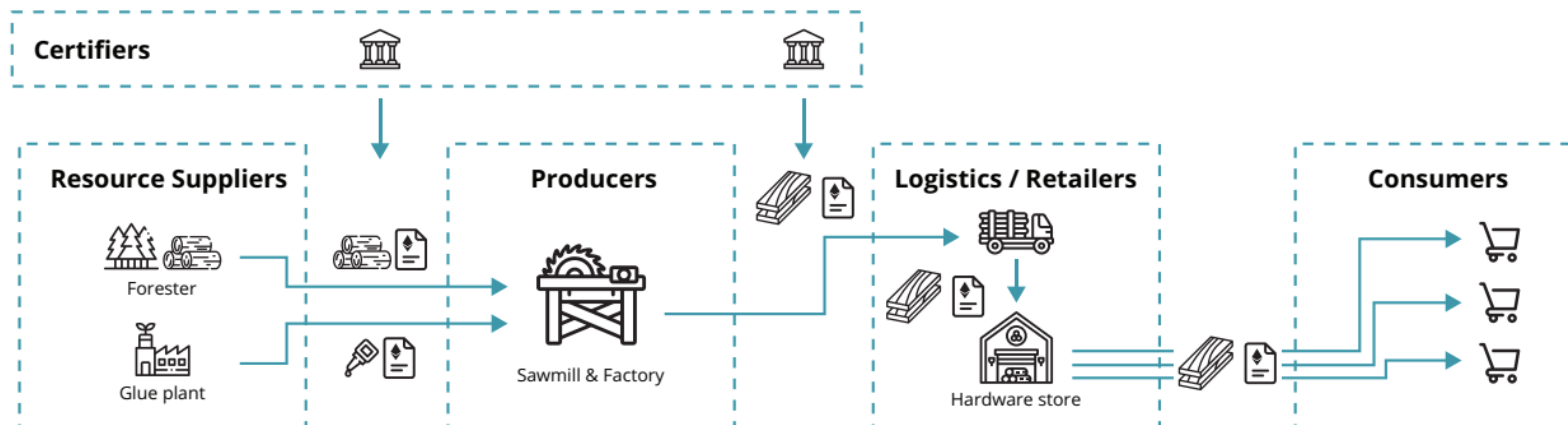 Certifiers
Resource Suppliers
Producers
Logistics / Retailers
Consumers
Forester
Glue plant
Sawmill & Factory
Hardware store